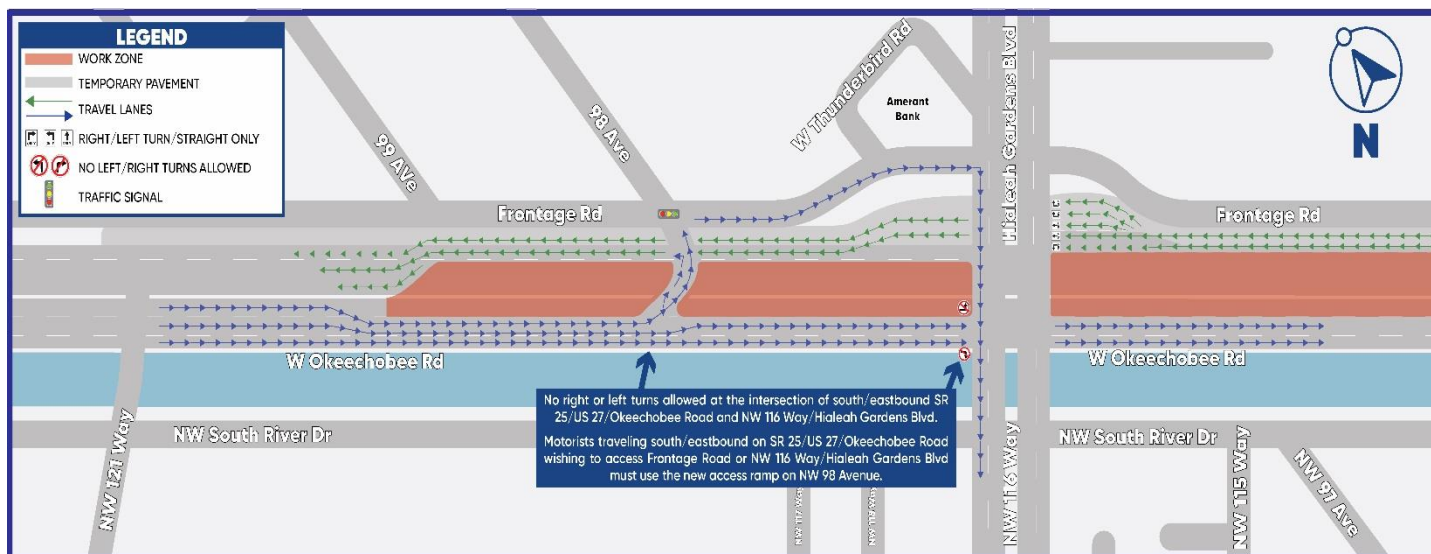 LEGEND
WORK ZONE
TEMPORARY PAVEMENT
TRAVEL LANES
RIGHT/LEFT TURN/STRAIGHT ONLY
NO LEFT/RIGHT TURNS ALLOWED
TRAFFIC SIGNAL
99 AVe
98 Ave
W Thunderbird Rd
Amerant
Bank
Hialeah Gardens Blvd
N
Frontage Rd
Frontage Rd
W Okeechobee Rd
W Okeechobee Rd
No right or left turns allowed at the intersection of south/eastbound SR
25/US 27/Okeechobee Road and NW 116 Way/Hialeah Gardens Blvd.
Motorists traveling south/eastbound on SR 25/US 27/Okeechobee Road
wishing to access Frontage Road or NW 116 Way/Hialeah Gardens Blvd
must use the new access ramp on NW 98 Avenue.
NW South River Dr
NW South River Dr
NW 121 Way
NW 117 Way
NW 116 Way
NW 115 Way
NW 97 Ave